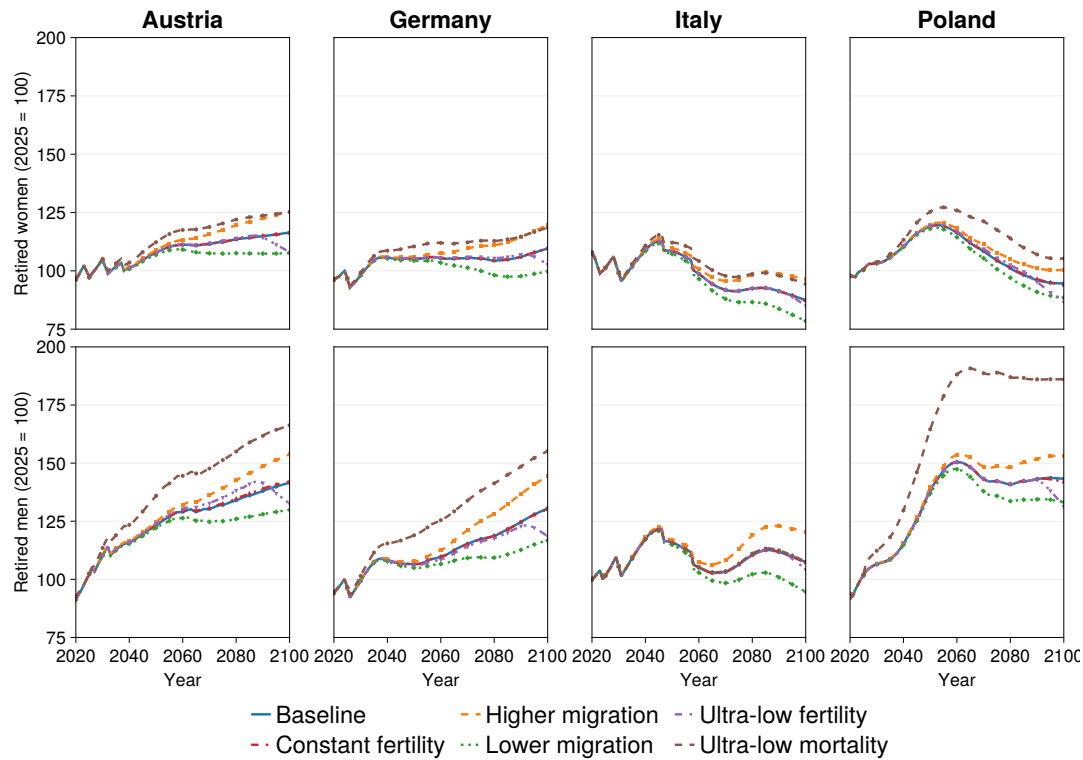 Austria Germany Italy Poland
Retired women (2025 = 100)
200
175
150
125
100
75
Retired men (2025 = 100)
200
175
150
125
100
75
2020 2040 2060 2080 2100 2020 2040 2060 2080 2100 2020 2040 2060 2080 2100 2020 2040 2060 2080 2100
Year Year Year Year
Baseline Higher migration Ultra-low fertility
Constant fertility Lower migration Ultra-low mortality